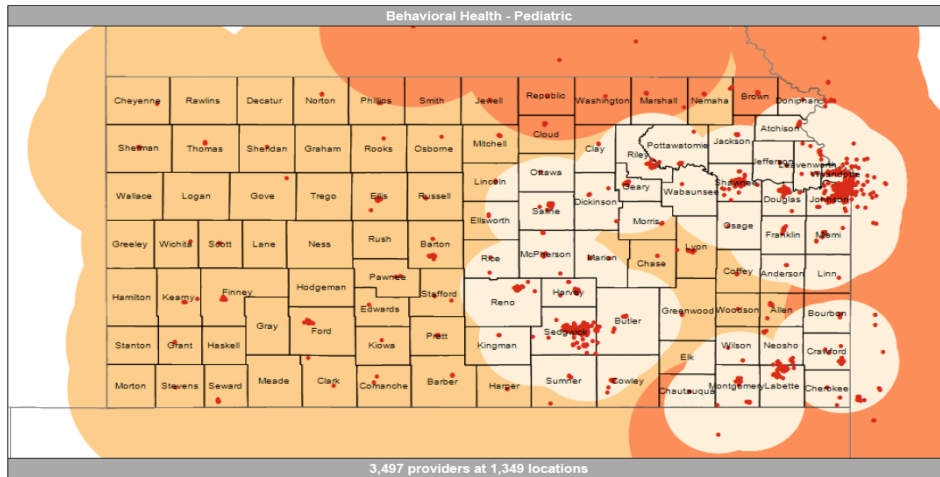 Behavioral Health - Pediatric
Cheyenne Rawlins Decatur Norton Phillips Smith Jewell Republic Washington Marshall Nemaha Brown Doniphan
Atchison
Sherman Thomas Sheridan Graham Rooks Osborne Mitchell Cloud Clay Riley Pottawatomie Jackson
Jefferson Leavenworth
Wyandotte
Wallace Logan Gove Trego Ellis Russell Lincoln Ottawa Dickinson Geary Wabaunsee Shawnee Douglas Johnson
Saline
Ellsworth Morris Osage Franklin Miami
Greeley Wichita Scott Lane Ness Rush Barton Rice McPherson Marion Chase Lyon
Coffey Anderson Linn
Hamilton Kearny Finney Hodgeman Pawnee Stafford Reno Harvey
Edwards Greenwood Woodson Allen Bourbon
Gray Ford Butler
Stanton Grant Haskell Kiowa Pratt Kingman Sedgwick Elk Wilson Neosho Crawford
Morton Stevens Seward Meade Clark Comanche Barber Harper Sumner Cowley Chautauqua Montgomery Labette Cherokee
3,497 providers at 1,349 locations